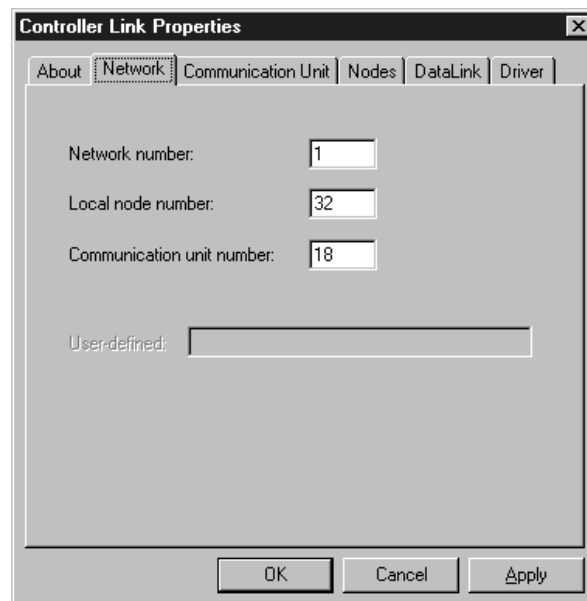 Controller Link Properties
About Network Communication Unit Nodes DataLink Driver
Network number: 1
Local node number: 32
Communication unit number: 18
User-defined:
OK Cancel Apply